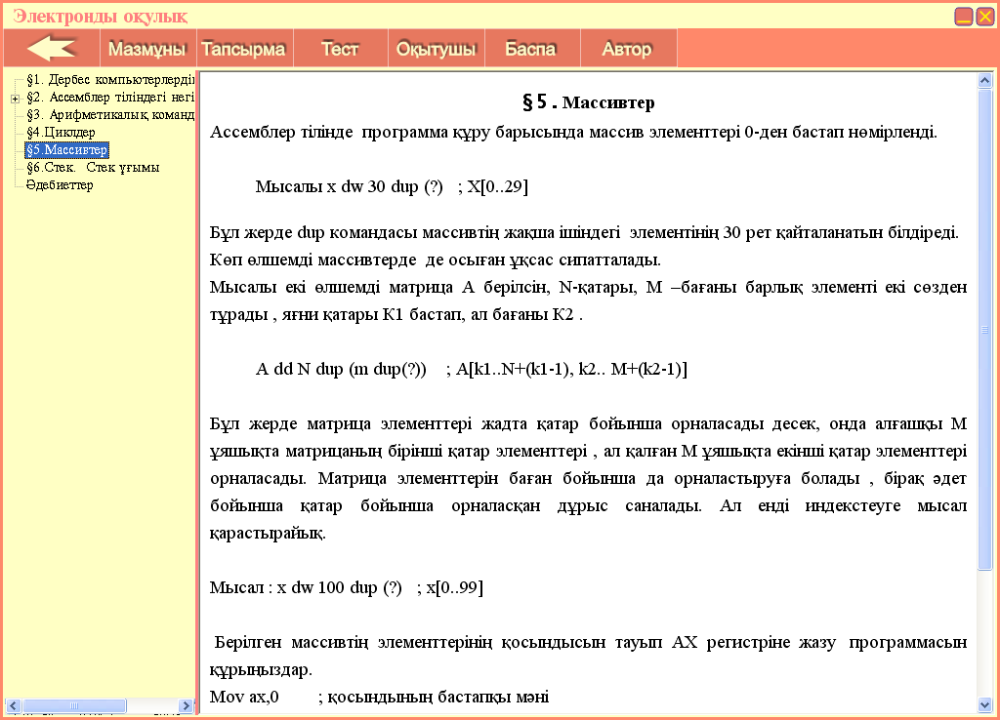 Электронды оқулық
Мазмұны Тапсырма Тест Оқытушы Баспа Автор
§1. Дербес компьютерлердің
§2. Ассемблер тіліндегі негі
§3. Арифметикалық команд
§4.Циклдер
§5.Массивтер
§6.Стек. Стек ұғымы
Әдебиеттер
§5. Массивтер
Ассемблер тілінде программа құру барысында массив элементтері 0-ден бастап нөмірленді.
Мысалы x dw 30 dup (?) ; X[0..29]
Бұл жерде dup командасы массивтің жақша ішіндегі элементінің 30 рет қайталанатын білдіреді.
Көп өлшемді массивтерде де осыған ұқсас сипатталады.
Мысалы екі өлшемді матрица А берілсін, N-қатары, М –бағаны барлық элементі екі сөзден
тұрады , яғни қатары К1 бастап, ал бағаны К2 .
A dd N dup (m dup(?)) ; A[k1..N+(k1-1), k2.. M+(k2-1)]
Бұл жерде матрица элементтері жадта қатар бойынша орналасады десек, онда алғашқы М
ұяшықта матрицаның бірінші қатар элементтері , ал қалған М ұяшықта екінші қатар элементтері
орналасады. Матрица элементтерін баған бойынша да орналастыруға болады , бірақ әдет
бойынша қатар бойынша орналасқан дұрыс саналады. Ал енді индекстеуге мысал
қарастырайық.
Мысал : x dw 100 dup (?) ; x[0..99]
Берілген массивтің элементтерінің қосындысын тауып АХ регистріне жазу программасын
құрыңыздар.
Mov ax,0 ; қосындының бастапқы мәні